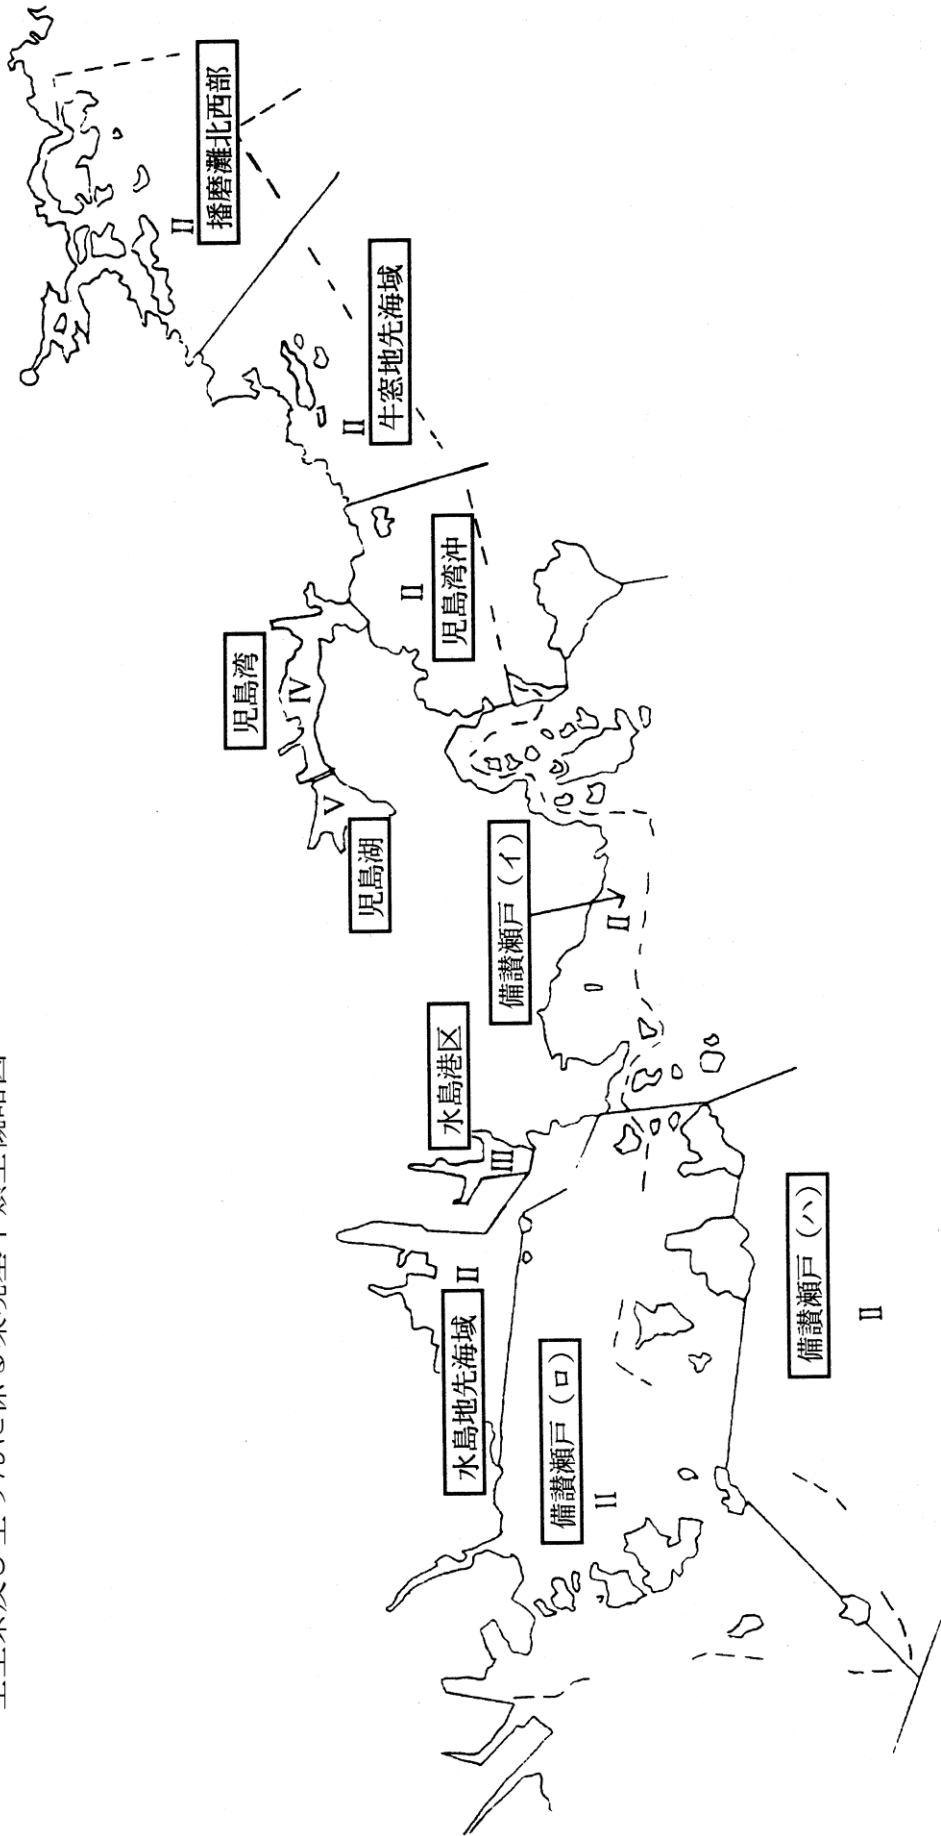 播磨灘北西部
II
牛窓地先海域
II
児島湾沖
II
児島湾
IV
児島湖
V
備讃瀬戸（イ）
II
水島港区
III
水島地先海域
II
備讃瀬戸（ロ）
II
備讃瀬戸（ハ）
II